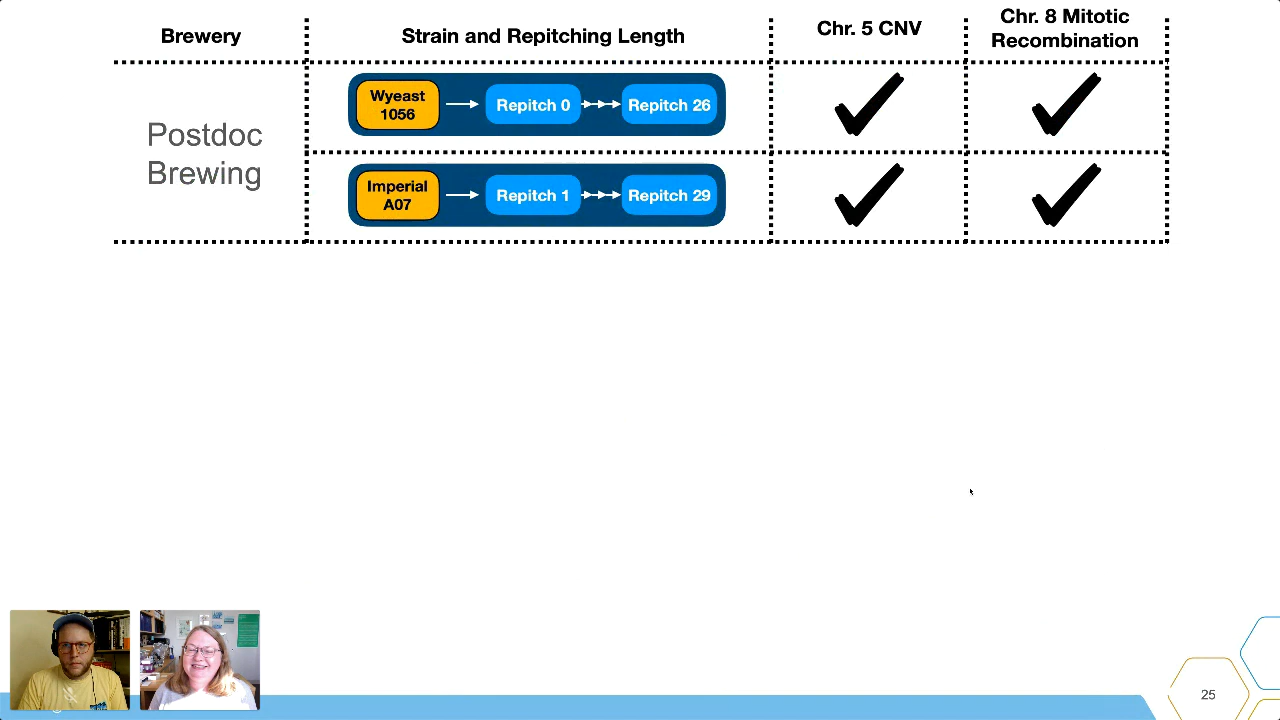 Brewery
Strain and Repitching Length
Chr. 5 CNV
Chr. 8 Mitotic
Recombination
Postdoc
Brewing
Wyeast
1056
Repitch 0
Repitch 26
Imperial
A07
Repitch 1
Repitch 29
25